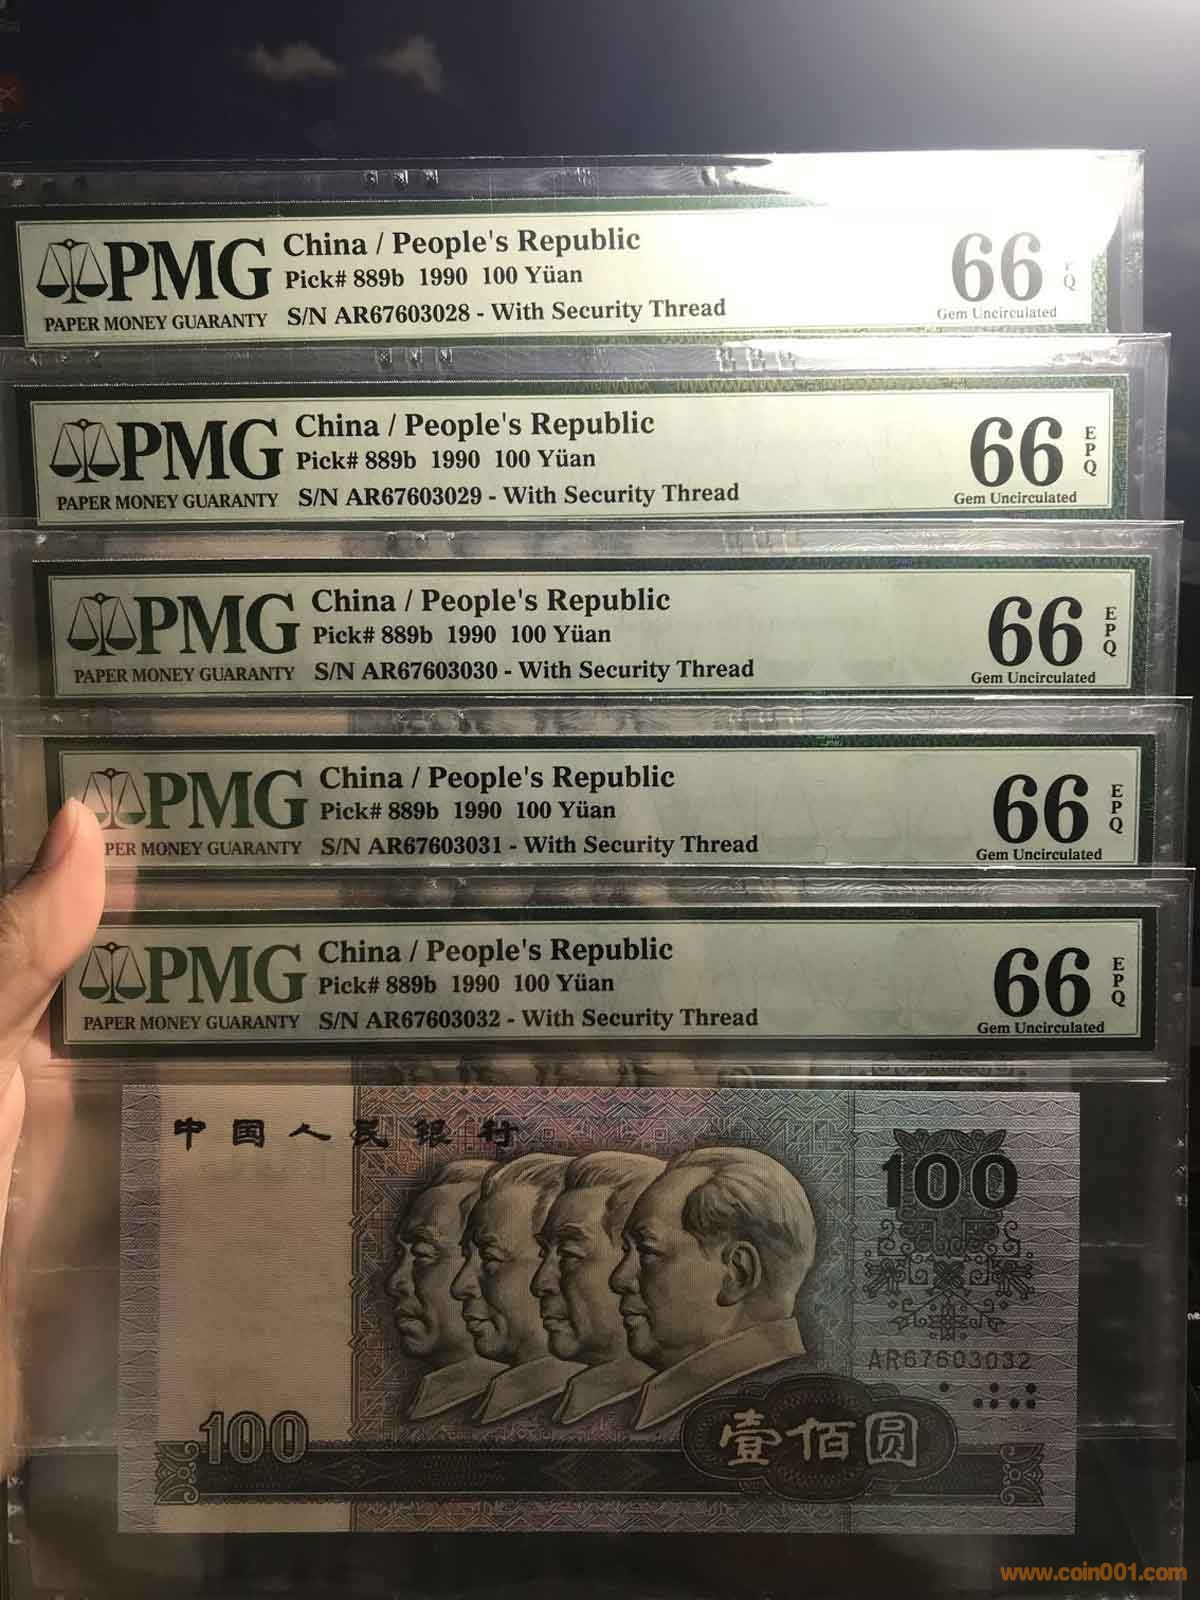 PMG
PAPER MONEY GUARANTY
China / People's Republic
Pick# 889b 1990 100 Yüan
S/N AR67603028 - With Security Thread
66
Gem Uncirculated
PMG
PAPER MONEY GUARANTY
China / People's Republic
Pick# 889b 1990 100 Yüan
S/N AR67603029 - With Security Thread
66
EPQ
Gem Uncirculated
PMG
PAPER MONEY GUARANTY
China / People's Republic
Pick# 889b 1990 100 Yüan
S/N AR67603030 - With Security Thread
66
EPQ
Gem Uncirculated
PMG
PER MONEY GUARANTY
China / People's Republic
Pick# 889b 1990 100 Yüan
S/N AR67603031 - With Security Thread
66
EPQ
Gem Uncirculated
PMG
PAPER MONEY GUARANTY
China / People's Republic
Pick# 889b 1990 100 Yüan
S/N AR67603032 - With Security Thread
66
EPQ
Gem Uncirculated
中国人民银行
100
AR67603032
100
壹佰圆
www.coin001.com